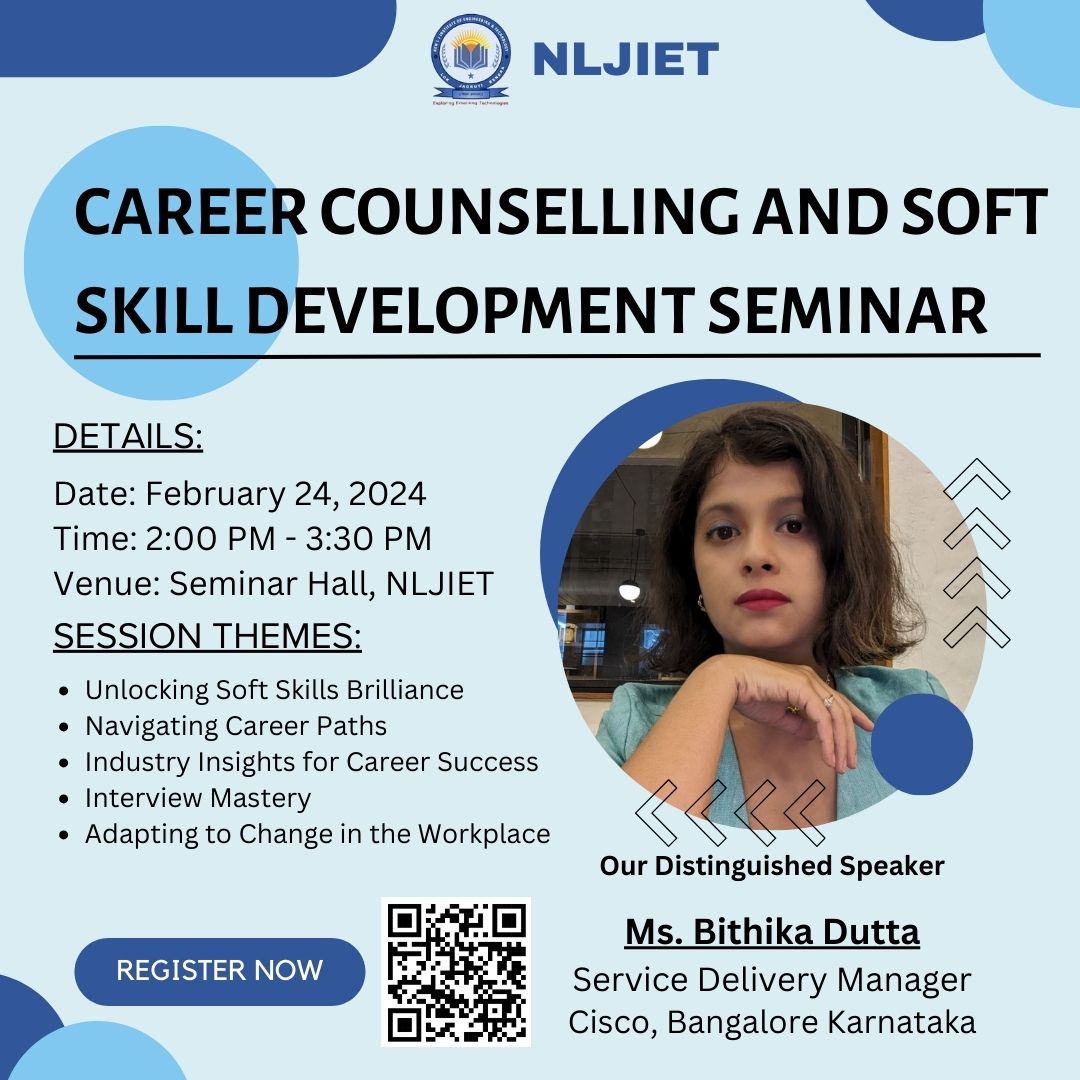 NLJIET
Exploring Emerging Technologies
CAREER COUNSELLING AND SOFT
SKILL DEVELOPMENT SEMINAR
DETAILS:
Date: February 24, 2024
Time: 2:00 PM - 3:30 PM
Venue: Seminar Hall, NLJIET
SESSION THEMES:
• Unlocking Soft Skills Brilliance
• Navigating Career Paths
• Industry Insights for Career Success
• Interview Mastery
• Adapting to Change in the Workplace
REGISTER NOW
Our Distinguished Speaker
Ms. Bithika Dutta
Service Delivery Manager
Cisco, Bangalore Karnataka